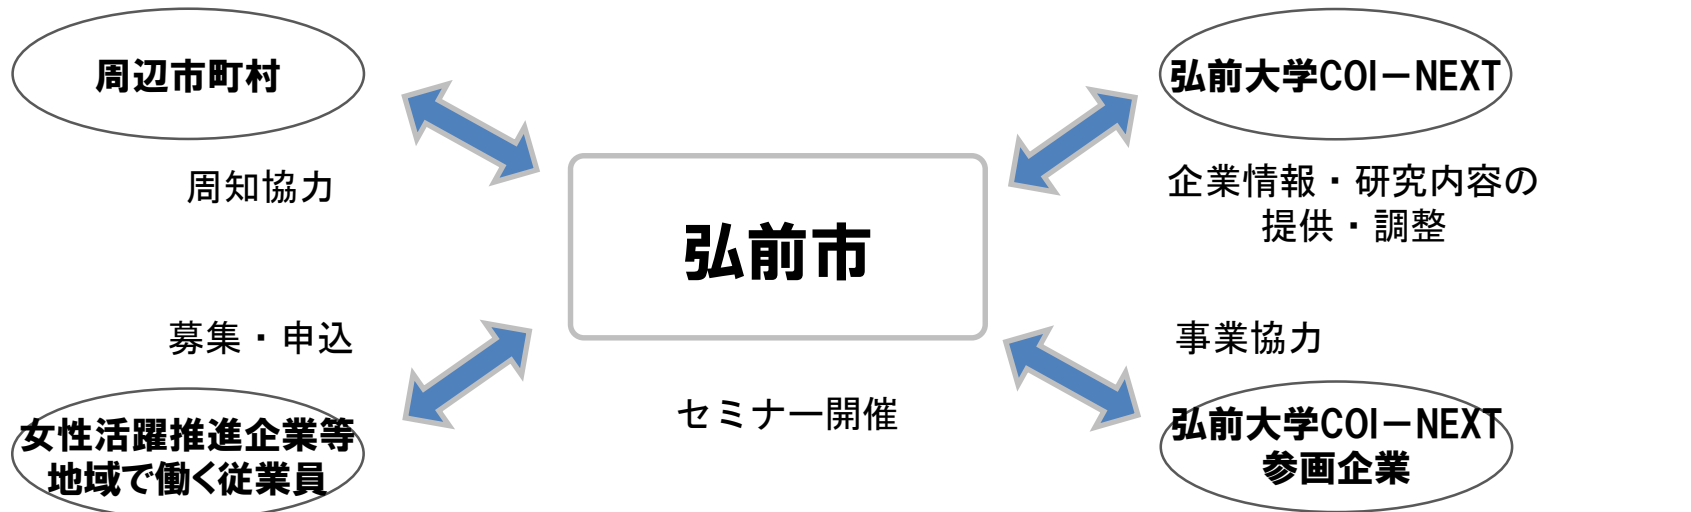 周辺市町村
弘前大学COI－NEXT
周知協力
企業情報・研究内容の
提供・調整
弘前市
募集・申込
事業協力
セミナー開催
女性活躍推進企業等
地域で働く従業員
弘前大学COI－NEXT
参画企業